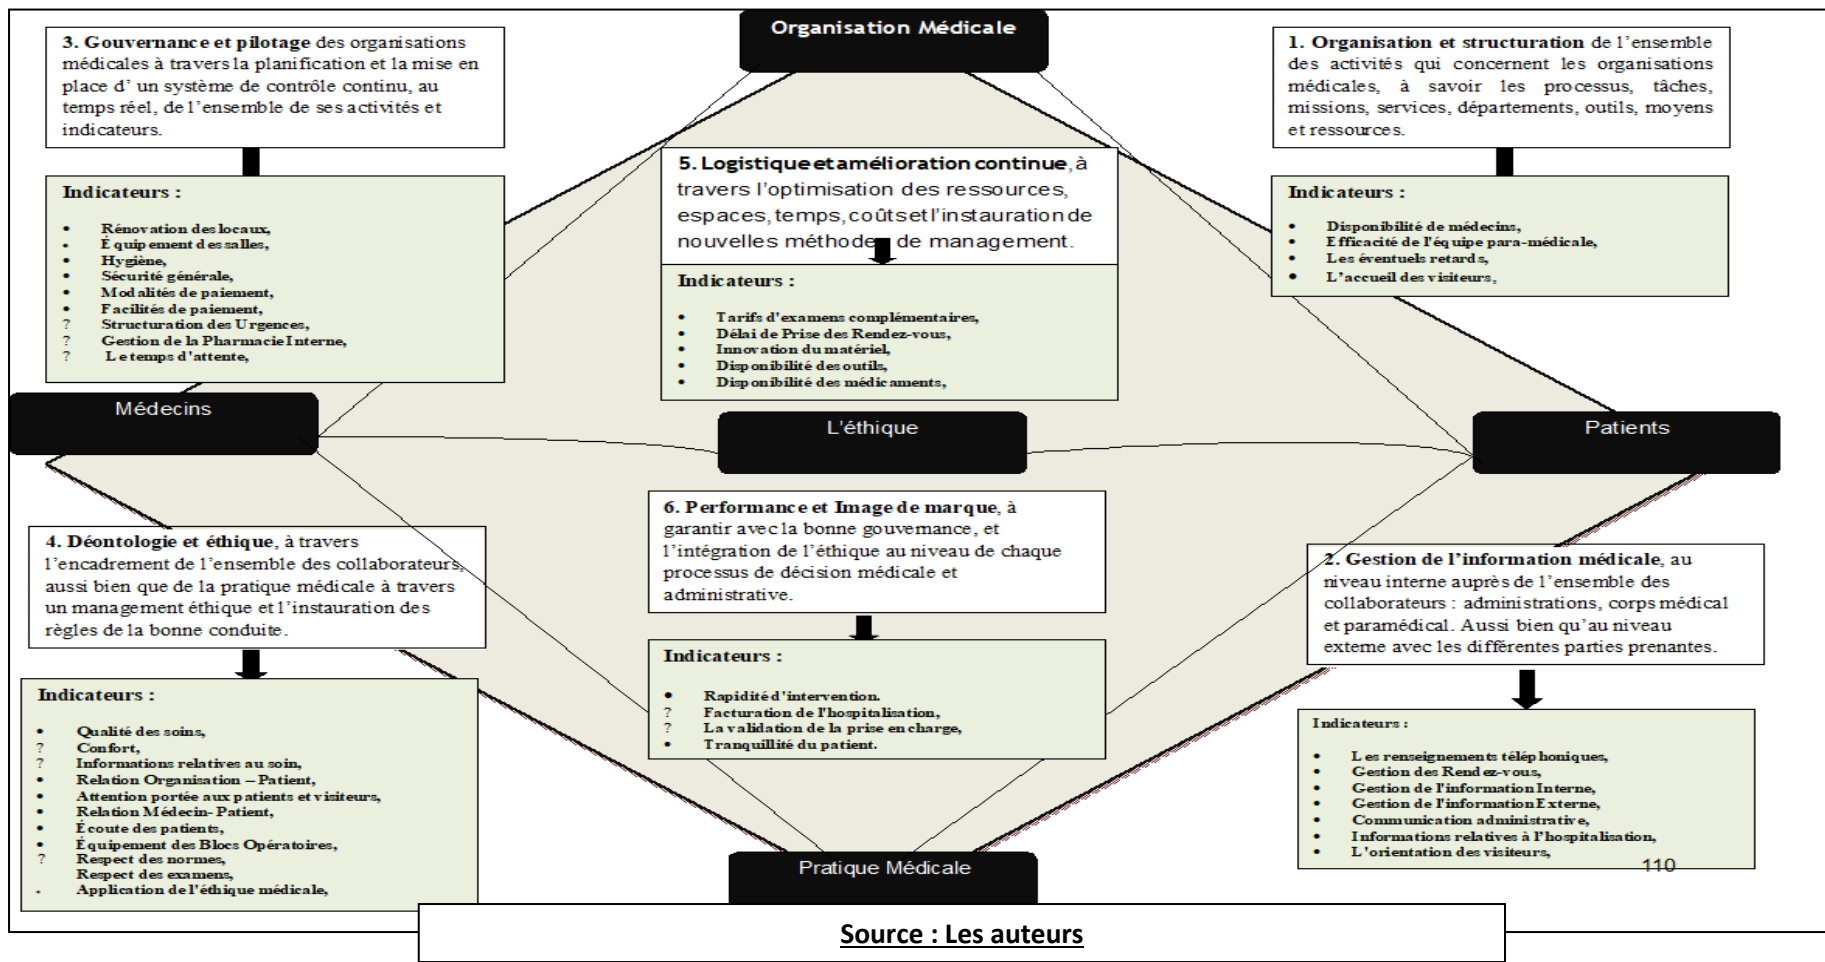 Organisation Médicale
3. Gouvernance et pilotage des organisations
médicales à travers la planification et la mise en
place d' un système de contrôle continu, au
temps réel, de l'ensemble de ses activités et
indicateurs.
Indicateurs :
• Rénovation des locaux,
• Équipement des salles,
• Hygiène,
• Sécurité générale,
• Modalités de paiement,
• Facilités de paiement,
? Structuration des Urgences,
? Gestion de la Pharmacie Interne,
? Le temps d'attente,
5. Logistique et amélioration continue, à
travers l'optimisation des ressources,
espaces, temps, coûts et l'instauration de
nouvelles méthodes de management.
Indicateurs :
• Tarifs d'examens complémentaires,
• Délai de Prise des Rendez-vous,
• Innovation du matériel,
• Disponibilité des outils,
• Disponibilité des médicaments,
1. Organisation et structuration de l'ensemble
des activités qui concernent les organisations
médicales, à savoir les processus, tâches,
missions, services, départements, outils, moyens
et ressources.
Indicateurs :
• Disponibilité de médecins,
• Efficacité de l'équipe para-médicale,
• Les éventuels retards,
• L'accueil des visiteurs,
Médecins
L'éthique
Patients
4. Déontologie et éthique, à travers
l'encadrement de l'ensemble des collaborateurs,
aussi bien que de la pratique médicale à travers
un management éthique et l'instauration des
règles de la bonne conduite.
Indicateurs :
• Qualité des soins,
? Confort,
? Informations relatives au soin,
• Relation Organisation – Patient,
• Attention portée aux patients et visiteurs,
• Relation Médecin- Patient,
• Écoute des patients,
• Équipement des Blocs Opératoires,
? Respect des normes,
Respect des examens,
• Application de l'éthique médicale,
6. Performance et Image de marque, à
garantir avec la bonne gouvernance, et
l'intégration de l'éthique au niveau de chaque
processus de décision médicale et
administrative.
Indicateurs :
• Rapidité d'intervention.
? Facturation de l'hospitalisation,
? La validation de la prise en charge,
• Tranquillité du patient.
2. Gestion de l'information médicale, au
niveau interne auprès de l'ensemble des
collaborateurs : administrations, corps médical
et paramédical. Aussi bien qu'au niveau
externe avec les différentes parties prenantes.
Indicateurs :
• Les renseignements téléphoniques,
• Gestion des Rendez-vous,
• Gestion de l'information Interne,
• Gestion de l'information Externe,
• Communication administrative,
• Informations relatives à l'hospitalisation,
• L'orientation des visiteurs,
110
Pratique Médicale
Source : Les auteurs